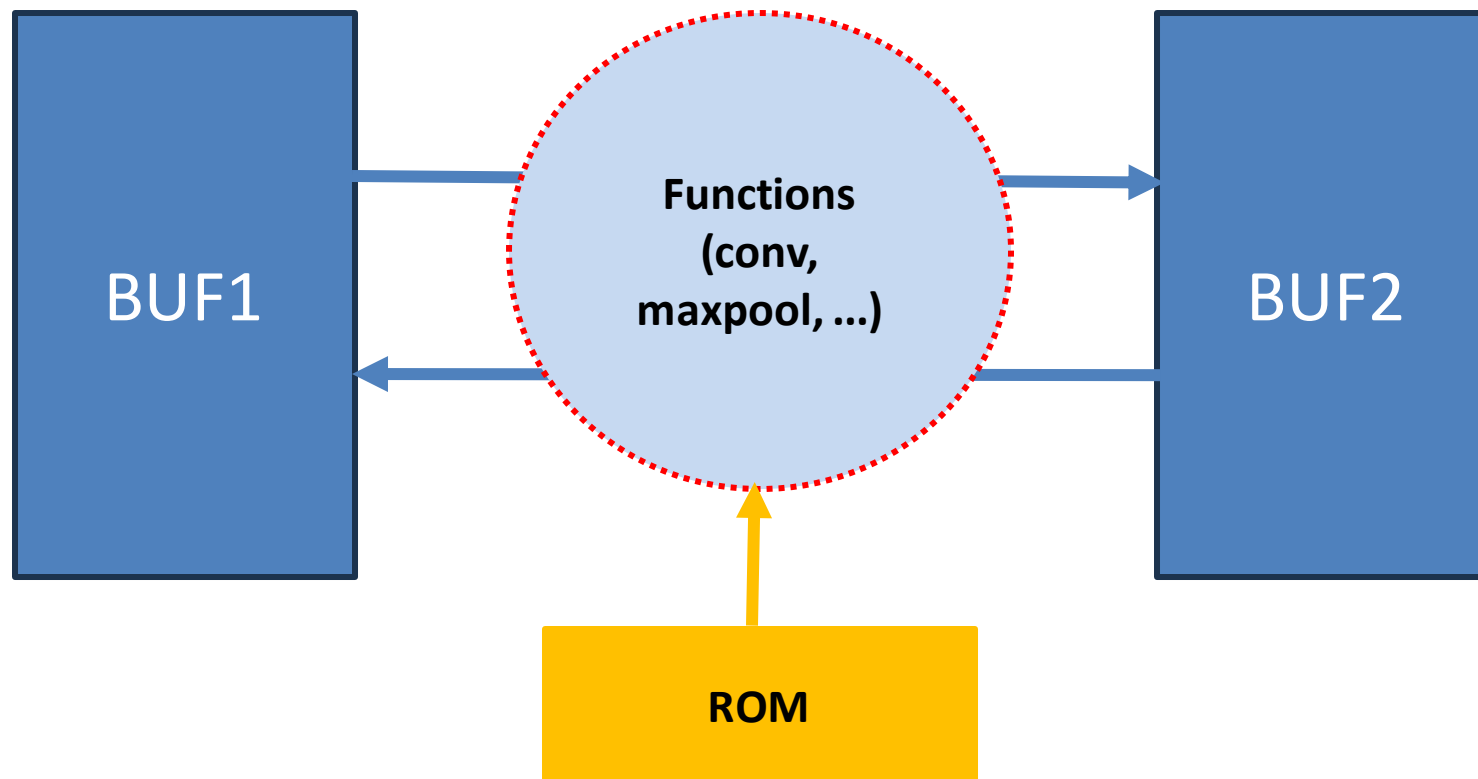 BUF1
Functions
(conv,
maxpool, ...)
BUF2
ROM